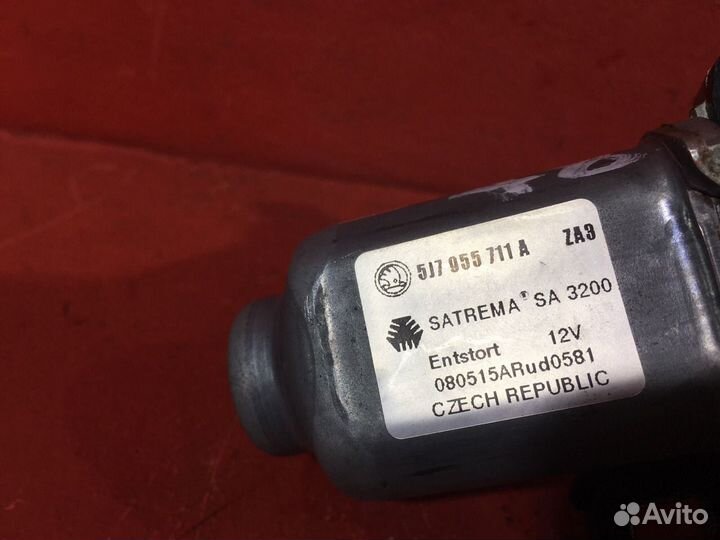 5J7 955 711 A ZA3
SATREMA® SA 3200
Entstort 12V
080515ARud0581
CZECH REPUBLIC
Avito